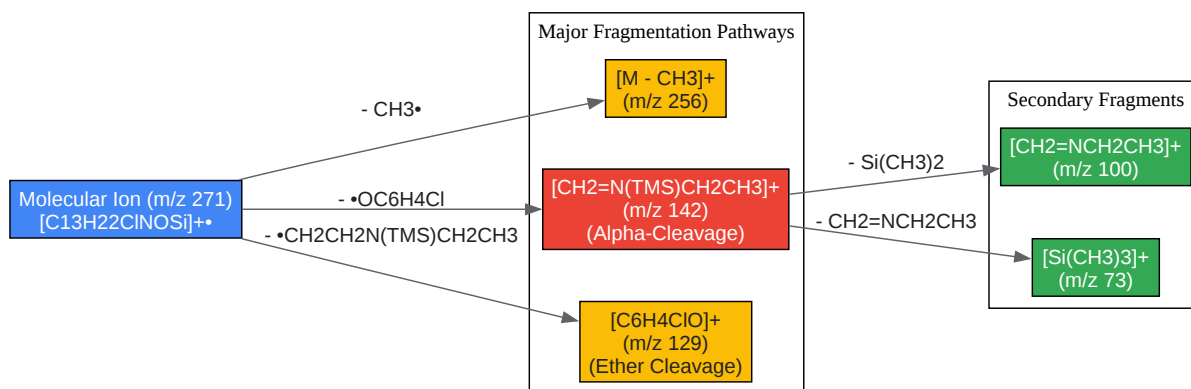 Major Fragmentation Pathways
[M - CH3]+
(m/z 256)
- CH3•
Secondary Fragments
[CH2=NCH2CH3]+
(m/z 100)
- Si(CH3)2
Molecular Ion (m/z 271)
[C13H22ClNOSi]+•
- •OC6H4Cl
[CH2=N(TMS)CH2CH3]+
(m/z 142)
(Alpha-Cleavage)
- CH2=NCH2CH3
- •CH2CH2N(TMS)CH2CH3
[Si(CH3)3]+
(m/z 73)
[C6H4ClO]+
(m/z 129)
(Ether Cleavage)